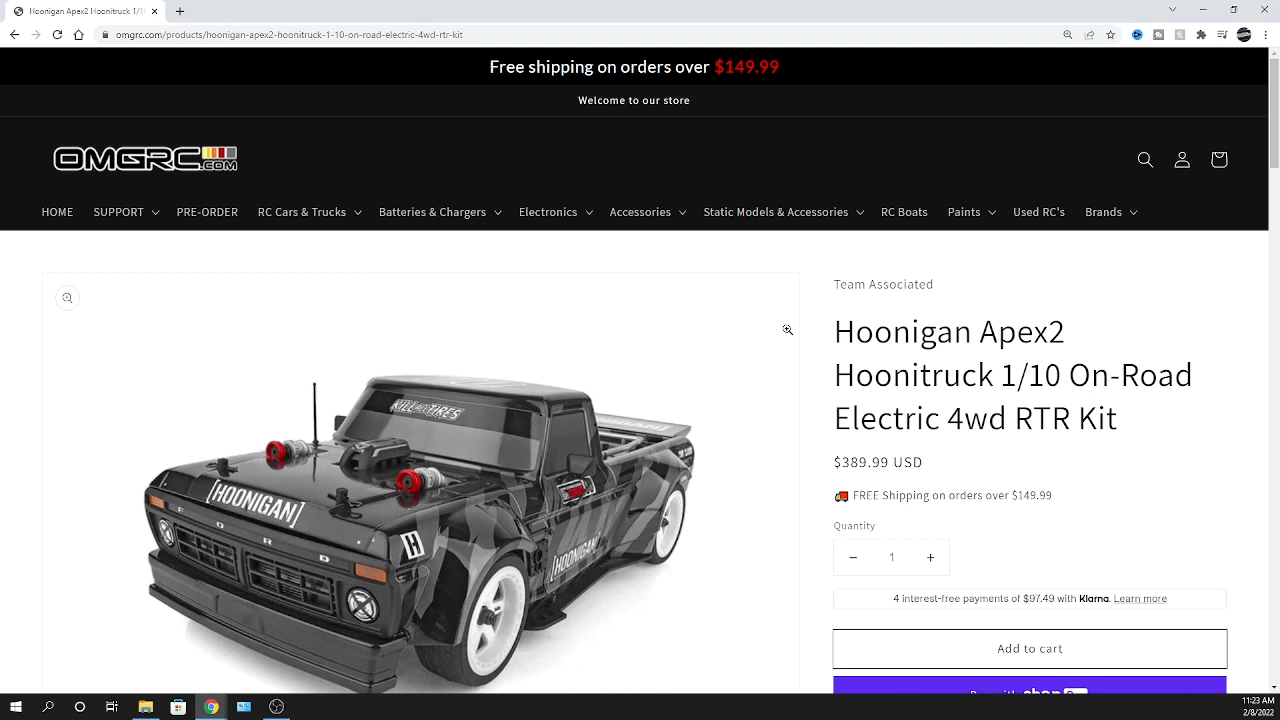 Hoonigan Apex2 Hoonitruck 1/1
omgrc.com/products/hoonigan-apex2-hoonitruck-1-10-on-road-electric-4wd-rtr-kit
Free shipping on orders over $149.99
Welcome to our store
OMGRC.COM
HOME SUPPORT PRE-ORDER RC Cars & Trucks Batteries & Chargers Electronics Accessories Static Models & Accessories RC Boats Paints Used RC's Brands
Team Associated
Hoonigan Apex2
Hoonitruck 1/10 On-Road
Electric 4wd RTR Kit
$389.99 USD
FREE Shipping on orders over $149.99
Quantity
− 1 +
4 interest-free payments of $97.49 with Klarna. Learn more
Add to cart
[HOONIGAN]
FORD
H
[HOONIGAN]
11:23 AM
2/8/2022